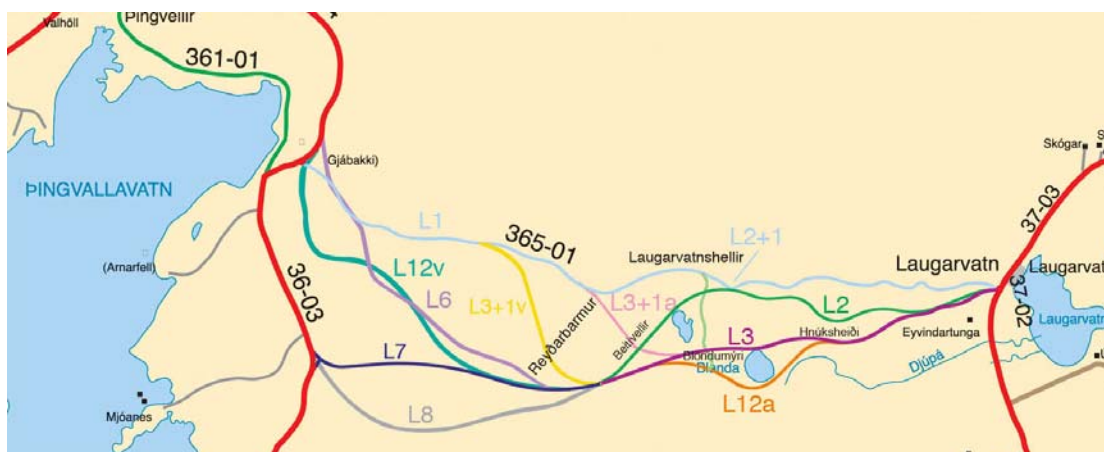 Valhöll
Þingvellir
361-01
Skógar
Gjábakki)
ÞINGVALLAVATN
37-03
L1
365-01
L2+1
Laugarvatnshellir
(Arnarfell)
L12v
Laugarvatn
Laugarvat
37-02
L6
L3+1v
L3+1a
L2
36-03
Reyðarbarmur
Beitivellir
L3
Hnúksheiði
Eyvindartunga
Laugarvatn
L7
Blöndumýri
Blanda
Djúpá
L12a
L8
Mjóanes